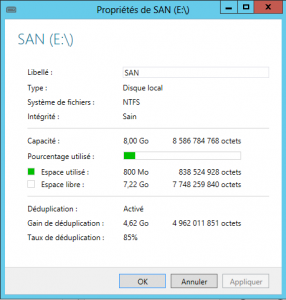 Propriétés de SAN (E:\)
SAN (E:\)
Libellé : SAN
Type : Disque local
Système de fichiers : NTFS
Intégrité : Sain
Capacité : 8,00 Go 8 586 784 768 octets
Pourcentage utilisé :
Espace utilisé : 800 Mo 838 524 928 octets
Espace libre : 7,22 Go 7 748 259 840 octets
Déduplication : Activé
Gain de déduplication : 4,62 Go 4 962 011 851 octets
Taux de déduplication : 85%
OK Annuler Appliquer